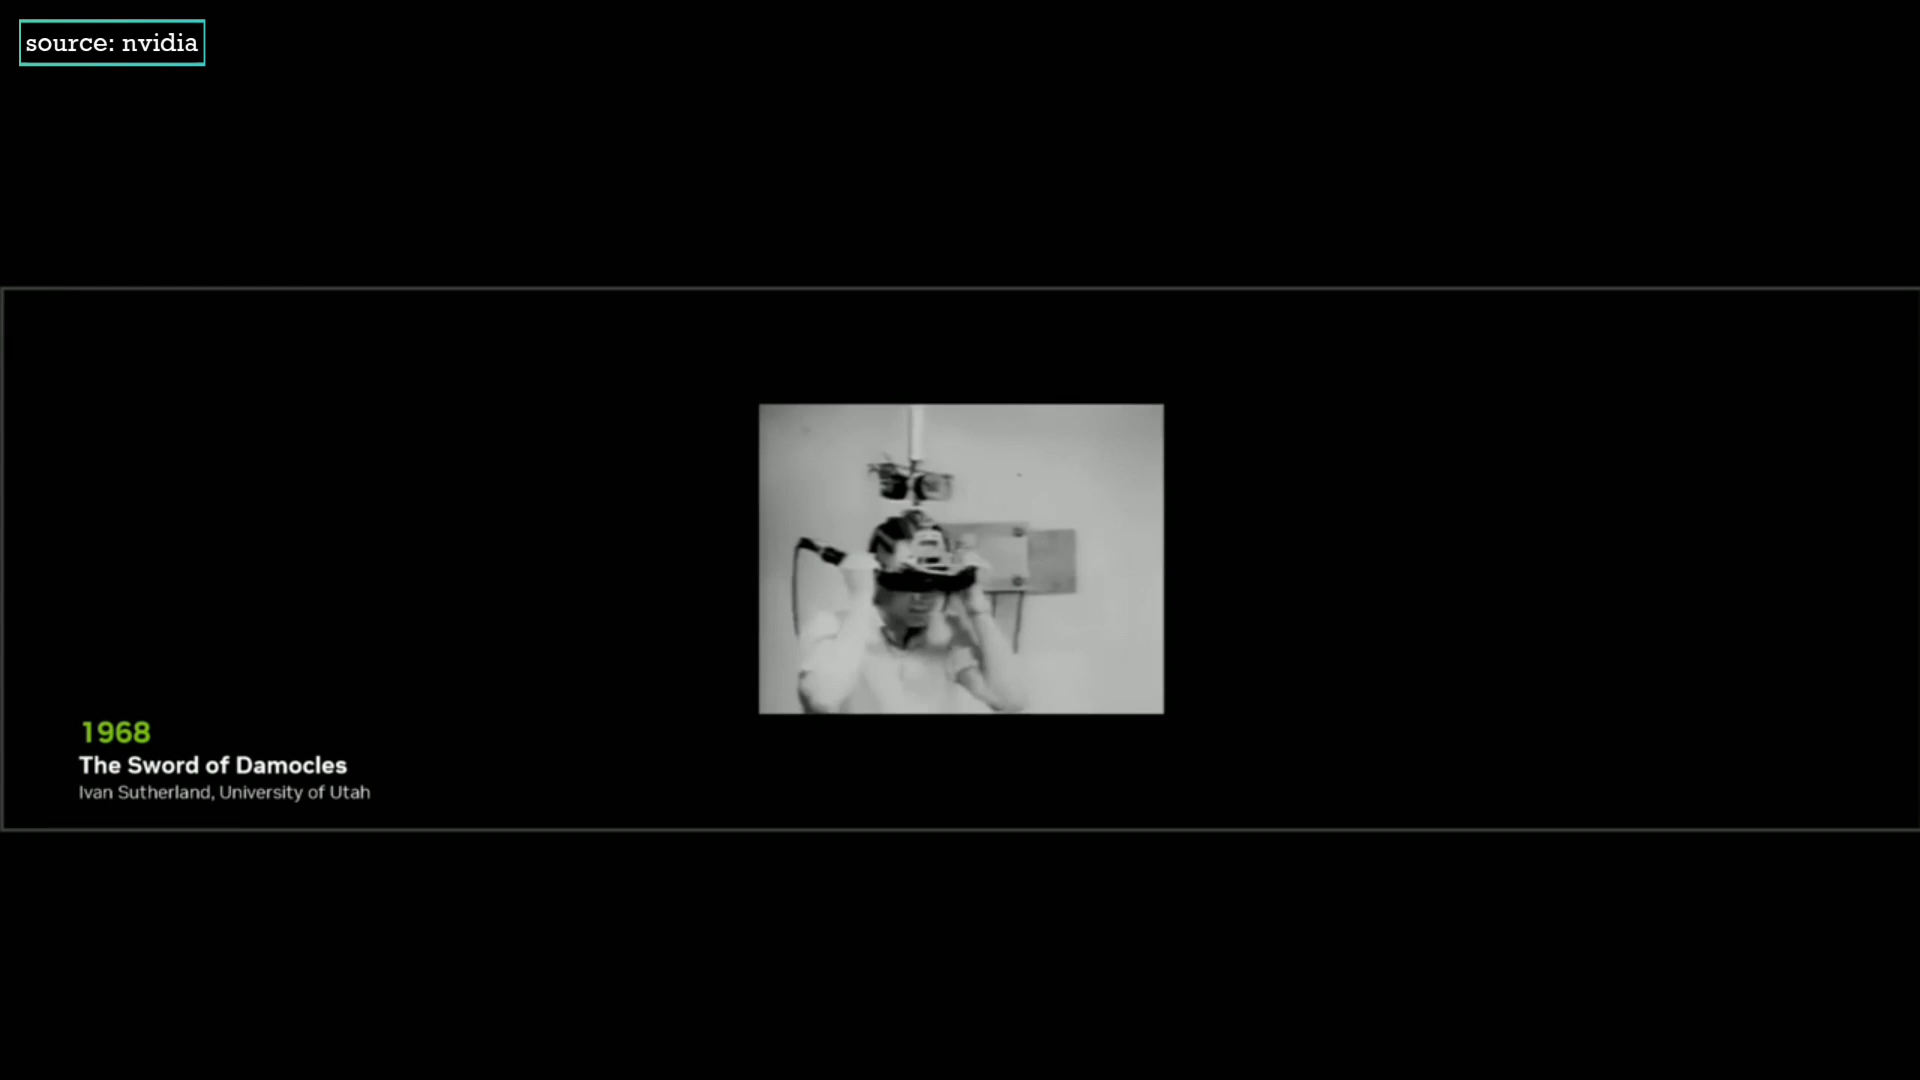 source: nvidia
1968
The Sword of Damocles
Ivan Sutherland, University of Utah